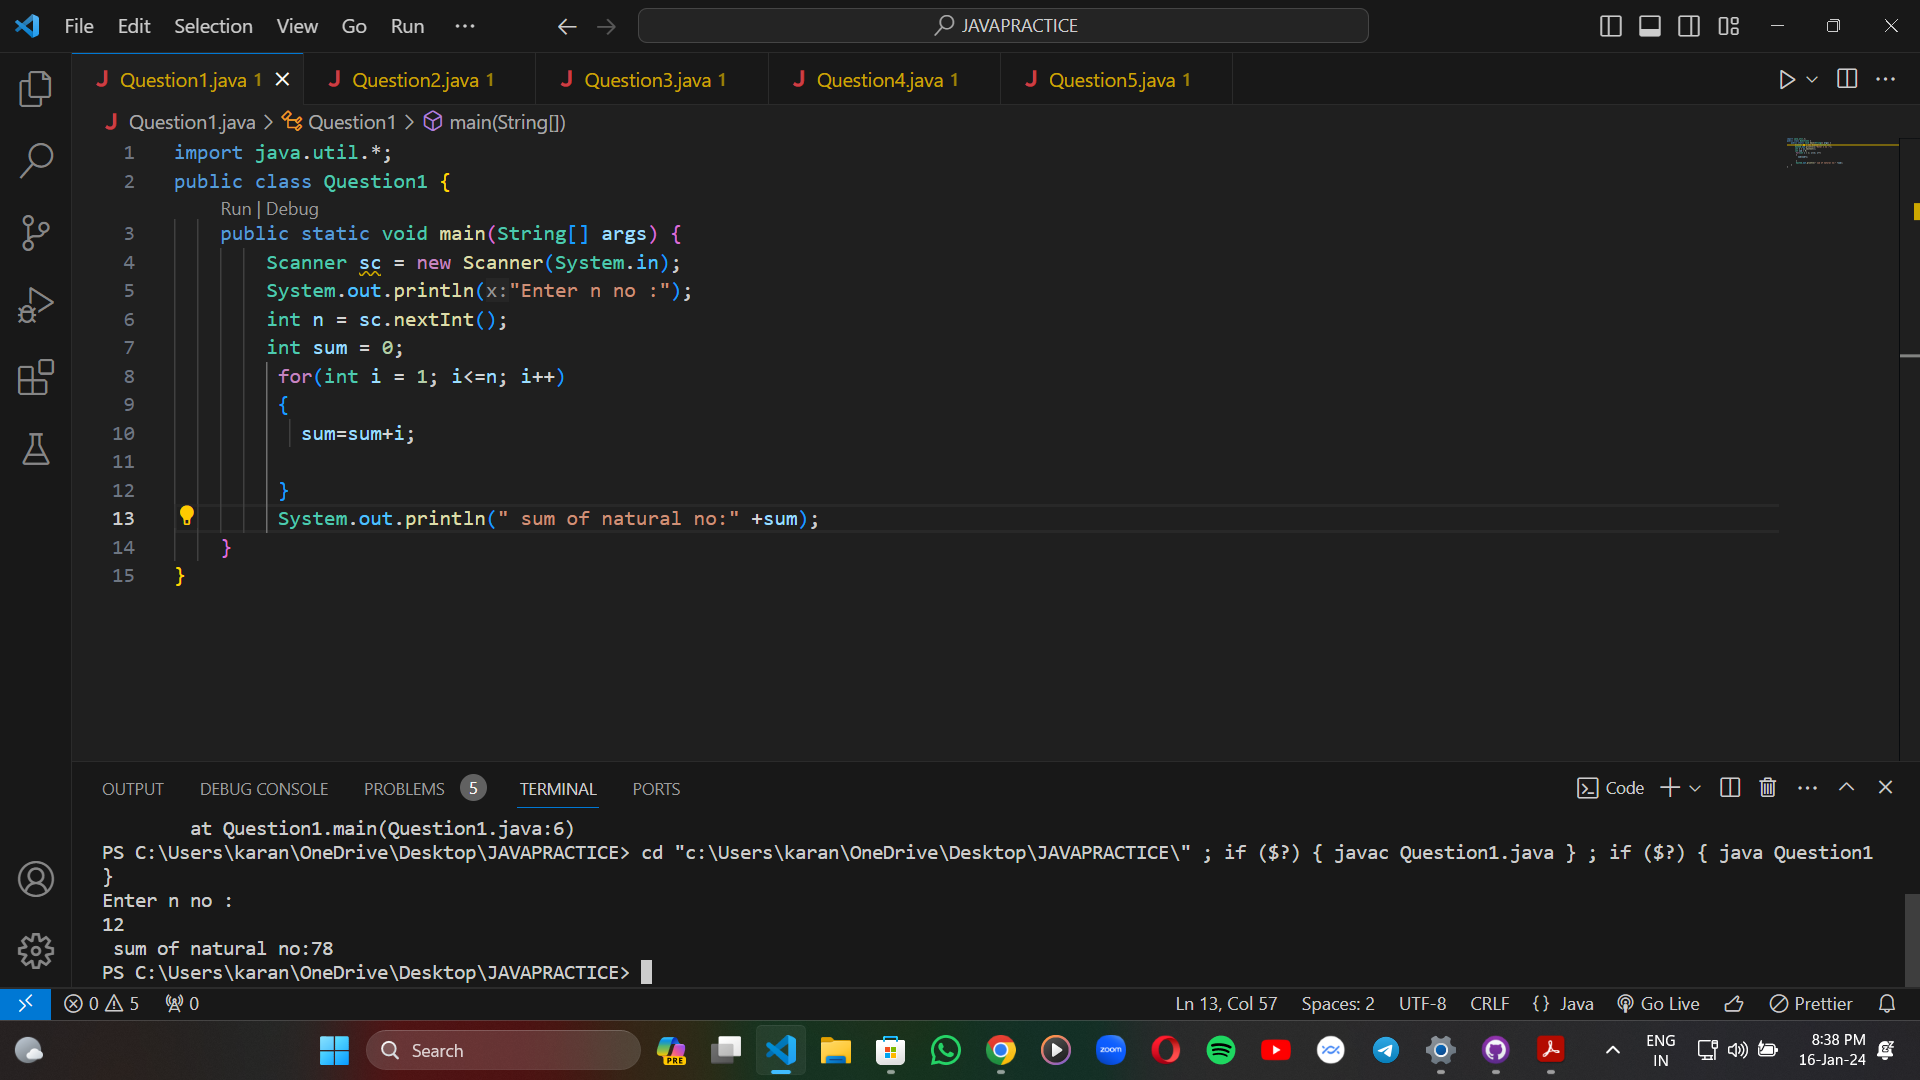 File Edit Selection View Go Run ···
JAVAPRACTICE
J Question1.java 1
J Question2.java 1
J Question3.java 1
J Question4.java 1
J Question5.java 1
J Question1.java > Question1 > main(String[])
1 import java.util.*;
2 public class Question1 {
Run | Debug
3 public static void main(String[] args) {
4 Scanner sc = new Scanner(System.in);
5 System.out.println(x:"Enter n no :");
6 int n = sc.nextInt();
7 int sum = 0;
8 for(int i = 1; i<=n; i++)
9 {
10 sum=sum+i;
11
12 }
13 System.out.println(" sum of natural no:" +sum);
14 }
15 }
OUTPUT DEBUG CONSOLE PROBLEMS 5 TERMINAL PORTS
Code
at Question1.main(Question1.java:6)
PS C:\Users\karan\OneDrive\Desktop\JAVAPRACTICE> cd "c:\Users\karan\OneDrive\Desktop\JAVAPRACTICE\" ; if ($?) { javac Question1.java } ; if ($?) { java Question1
}
Enter n no :
12
sum of natural no:78
PS C:\Users\karan\OneDrive\Desktop\JAVAPRACTICE>
0 5 0
Ln 13, Col 57 Spaces: 2 UTF-8 CRLF {} Java Go Live Prettier
Search
PRE
zoom
ENG
IN
8:38 PM
16-Jan-24